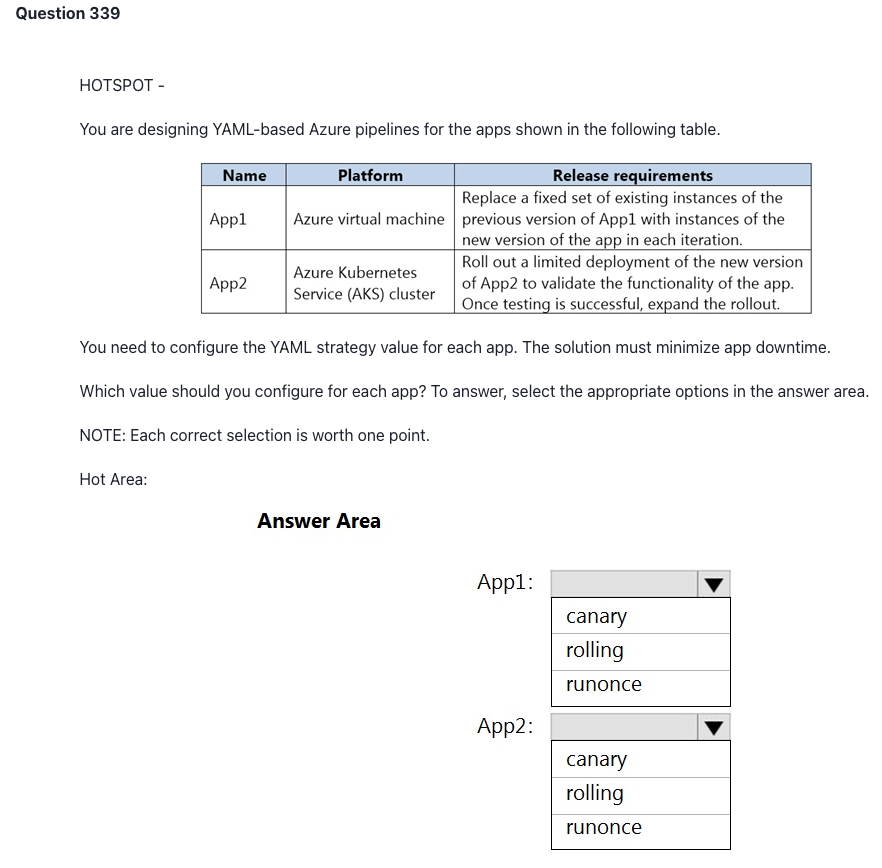 Question 339
HOTSPOT -
You are designing YAML-based Azure pipelines for the apps shown in the following table.
Name Platform Release requirements
App1 Azure virtual machine Replace a fixed set of existing instances of the previous version of App1 with instances of the new version of the app in each iteration.
App2 Azure Kubernetes Service (AKS) cluster Roll out a limited deployment of the new version of App2 to validate the functionality of the app. Once testing is successful, expand the rollout.
You need to configure the YAML strategy value for each app. The solution must minimize app downtime.
Which value should you configure for each app? To answer, select the appropriate options in the answer area.
NOTE: Each correct selection is worth one point.
Hot Area:
Answer Area
App1:
canary
rolling
runonce
App2:
canary
rolling
runonce